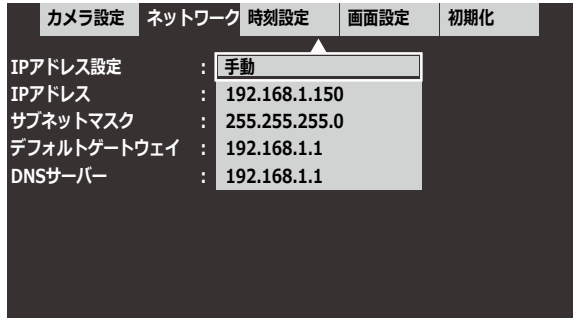 カメラ設定 ネットワーク 時刻設定 画面設定 初期化
IPアドレス設定 : 手動
IPアドレス : 192.168.1.150
サブネットマスク : 255.255.255.0
デフォルトゲートウェイ : 192.168.1.1
DNSサーバー : 192.168.1.1